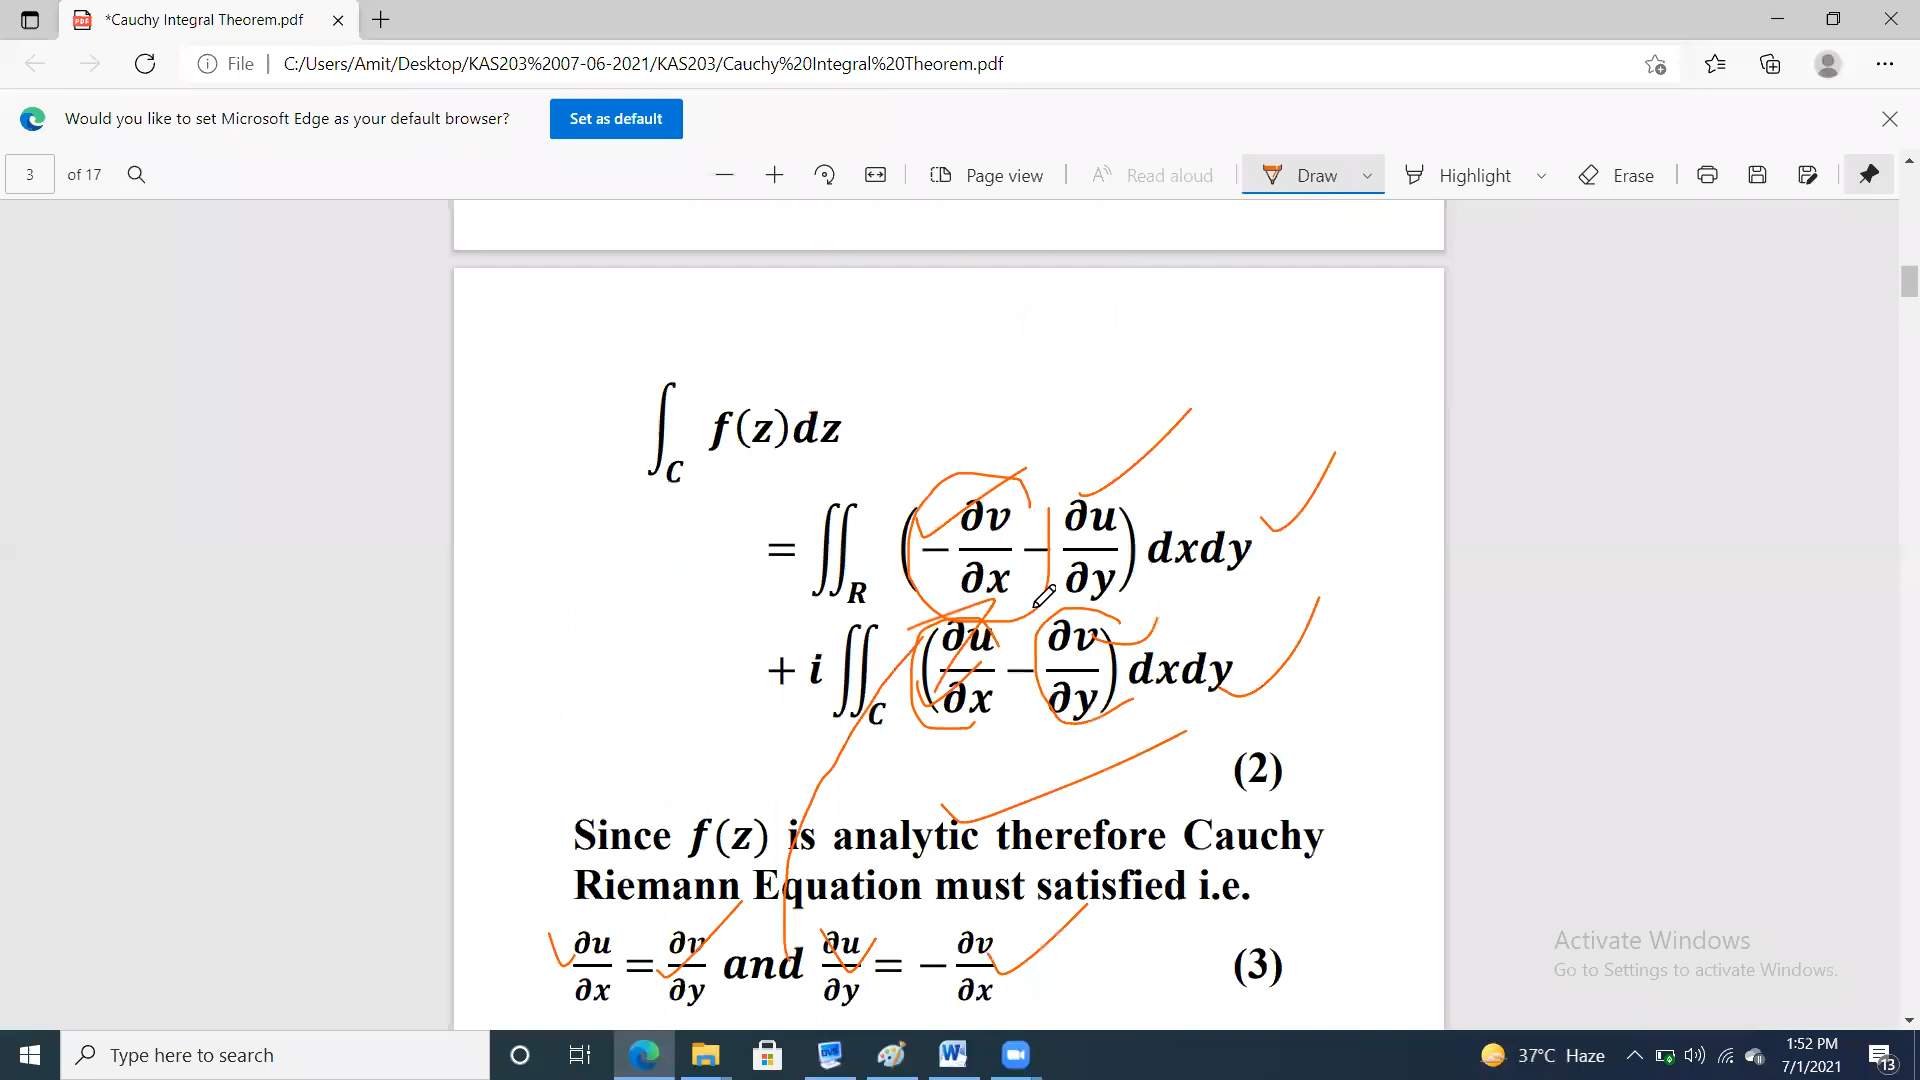 *Cauchy Integral Theorem.pdf
File | C:/Users/Amit/Desktop/KAS203%2007-06-2021/KAS203/Cauchy%20Integral%20Theorem.pdf
Would you like to set Microsoft Edge as your default browser? Set as default
3 of 17 Page view Read aloud Draw Highlight Erase
∫_C f(z)dz
= ∬_R (−∂v/∂x − ∂u/∂y) dxdy
+ i ∬_C (∂u/∂x − ∂v/∂y) dxdy
(2)
Since f(z) is analytic therefore Cauchy
Riemann Equation must satisfied i.e.
∂u/∂x = ∂v/∂y and ∂u/∂y = −∂v/∂x (3)
Activate Windows
Go to Settings to activate Windows.
Type here to search
37°C Haze
1:52 PM
7/1/2021
13